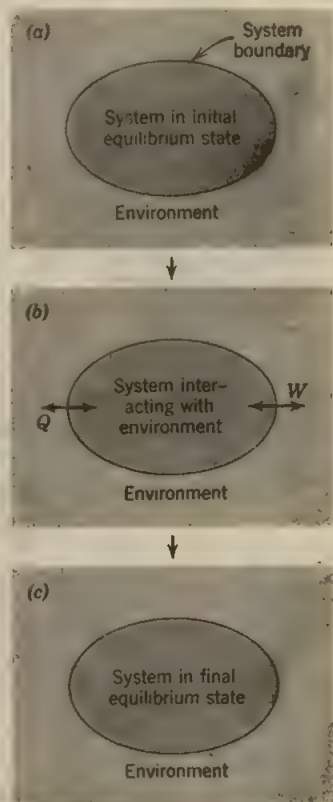 (a)
System
boundary
System in initial
equilibrium state
Environment
(b)
System inter-
acting with
environment
Q
W
Environment
(c)
System in final
equilibrium state
Environment